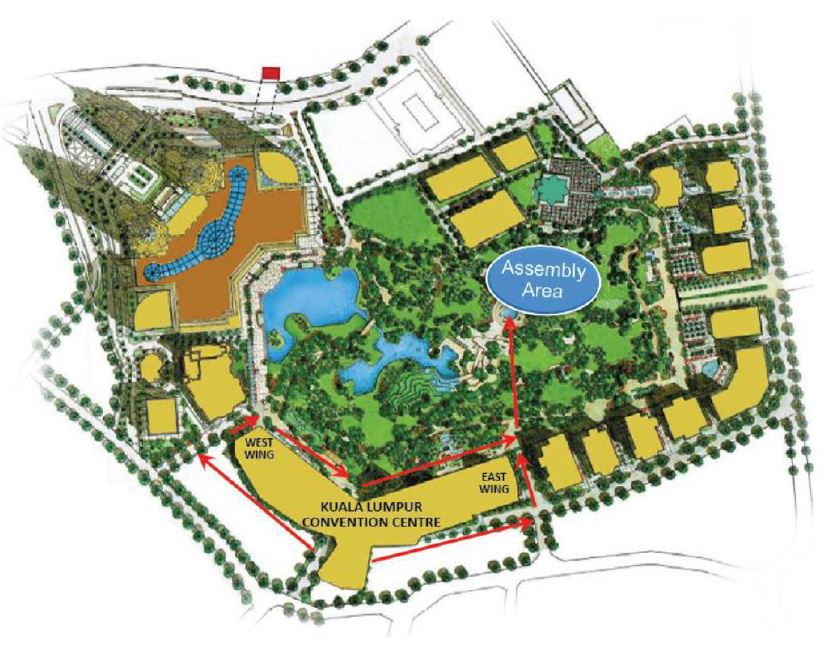 Assembly
Area
WEST
WING
EAST
WING
KUALA LUMPUR
CONVENTION CENTRE